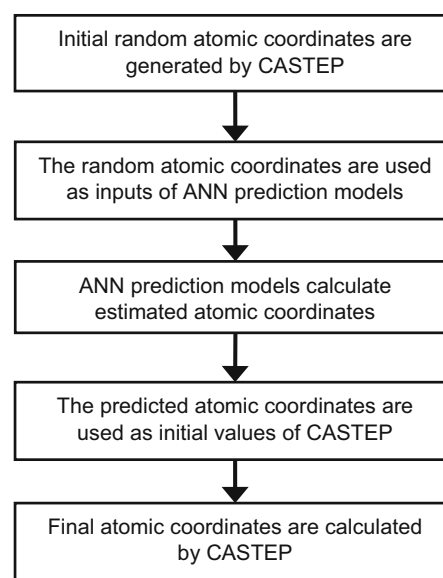 Initial random atomic coordinates are
generated by CASTEP
The random atomic coordinates are used
as inputs of ANN prediction models
ANN prediction models calculate
estimated atomic coordinates
The predicted atomic coordinates are
used as initial values of CASTEP
Final atomic coordinates are calculated
by CASTEP